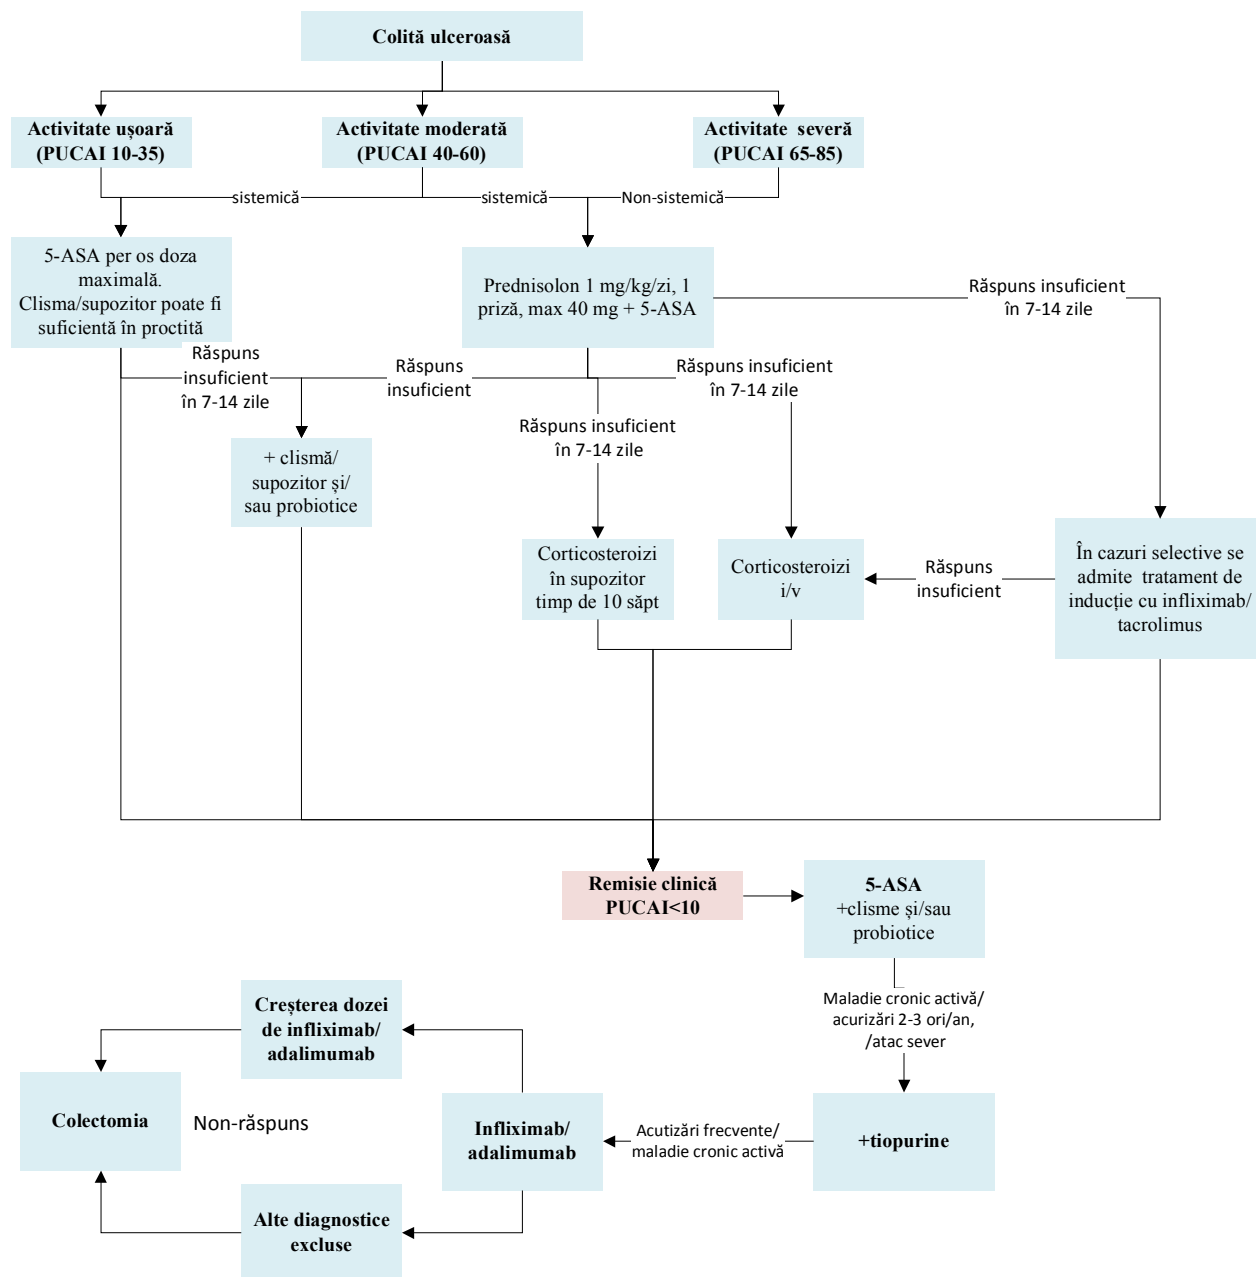 Colită ulceroasă
Activitate ușoară
(PUCAI 10-35)
Activitate moderată
(PUCAI 40-60)
Activitate severă
(PUCAI 65-85)
sistemică
sistemică
Non-sistemică
5-ASA per os doza
maximală.
Clisma/supozitor poate fi
suficientă în proctită
Prednisolon 1 mg/kg/zi, 1
priză, max 40 mg + 5-ASA
Răspuns insuficient
în 7-14 zile
Răspuns
insuficient
în 7-14 zile
Răspuns
insuficient
Răspuns insuficient
în 7-14 zile
Răspuns insuficient
în 7-14 zile
+ clismă/
supozitor și/
sau probiotice
Corticosteroizi
în supozitor
timp de 10 săpt
Corticosteroizi
i/v
Răspuns
insuficient
În cazuri selective se
admite tratament de
inducție cu infliximab/
tacrolimus
Remisie clinică
PUCAI<10
5-ASA
+clisme și/sau
probiotice
Maladie cronic activă/
acurizări 2-3 ori/an,
/atac sever
Creșterea dozei
de infliximab/
adalimumab
Colectomia
Non-răspuns
Infliximab/
adalimumab
Acutizări frecvente/
maladie cronic activă
+tiopurine
Alte diagnostice
excluse